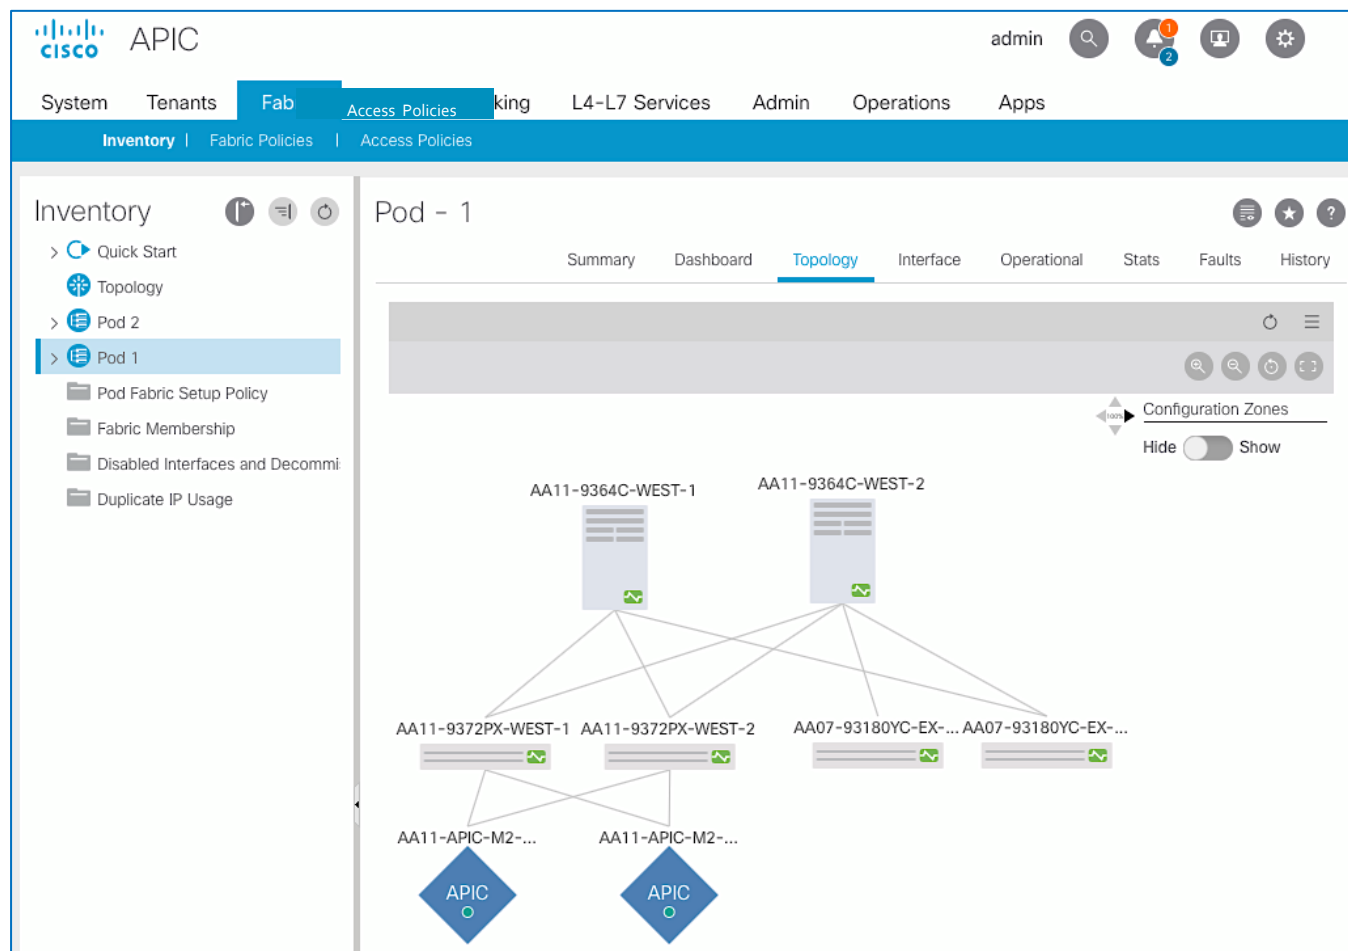 CISCO APIC admin 1 2
System Tenants Fab Access Policies king L4-L7 Services Admin Operations Apps
Inventory | Fabric Policies | Access Policies
Inventory
Quick Start
Topology
Pod 2
Pod 1
Pod Fabric Setup Policy
Fabric Membership
Disabled Interfaces and Decommi
Duplicate IP Usage
Pod - 1
?
Summary Dashboard Topology Interface Operational Stats Faults History
100%
Configuration Zones
Hide Show
AA11-9364C-WEST-1 AA11-9364C-WEST-2
AA11-9372PX-WEST-1 AA11-9372PX-WEST-2 AA07-93180YC-EX-... AA07-93180YC-EX-...
AA11-APIC-M2-... AA11-APIC-M2-...
APIC APIC